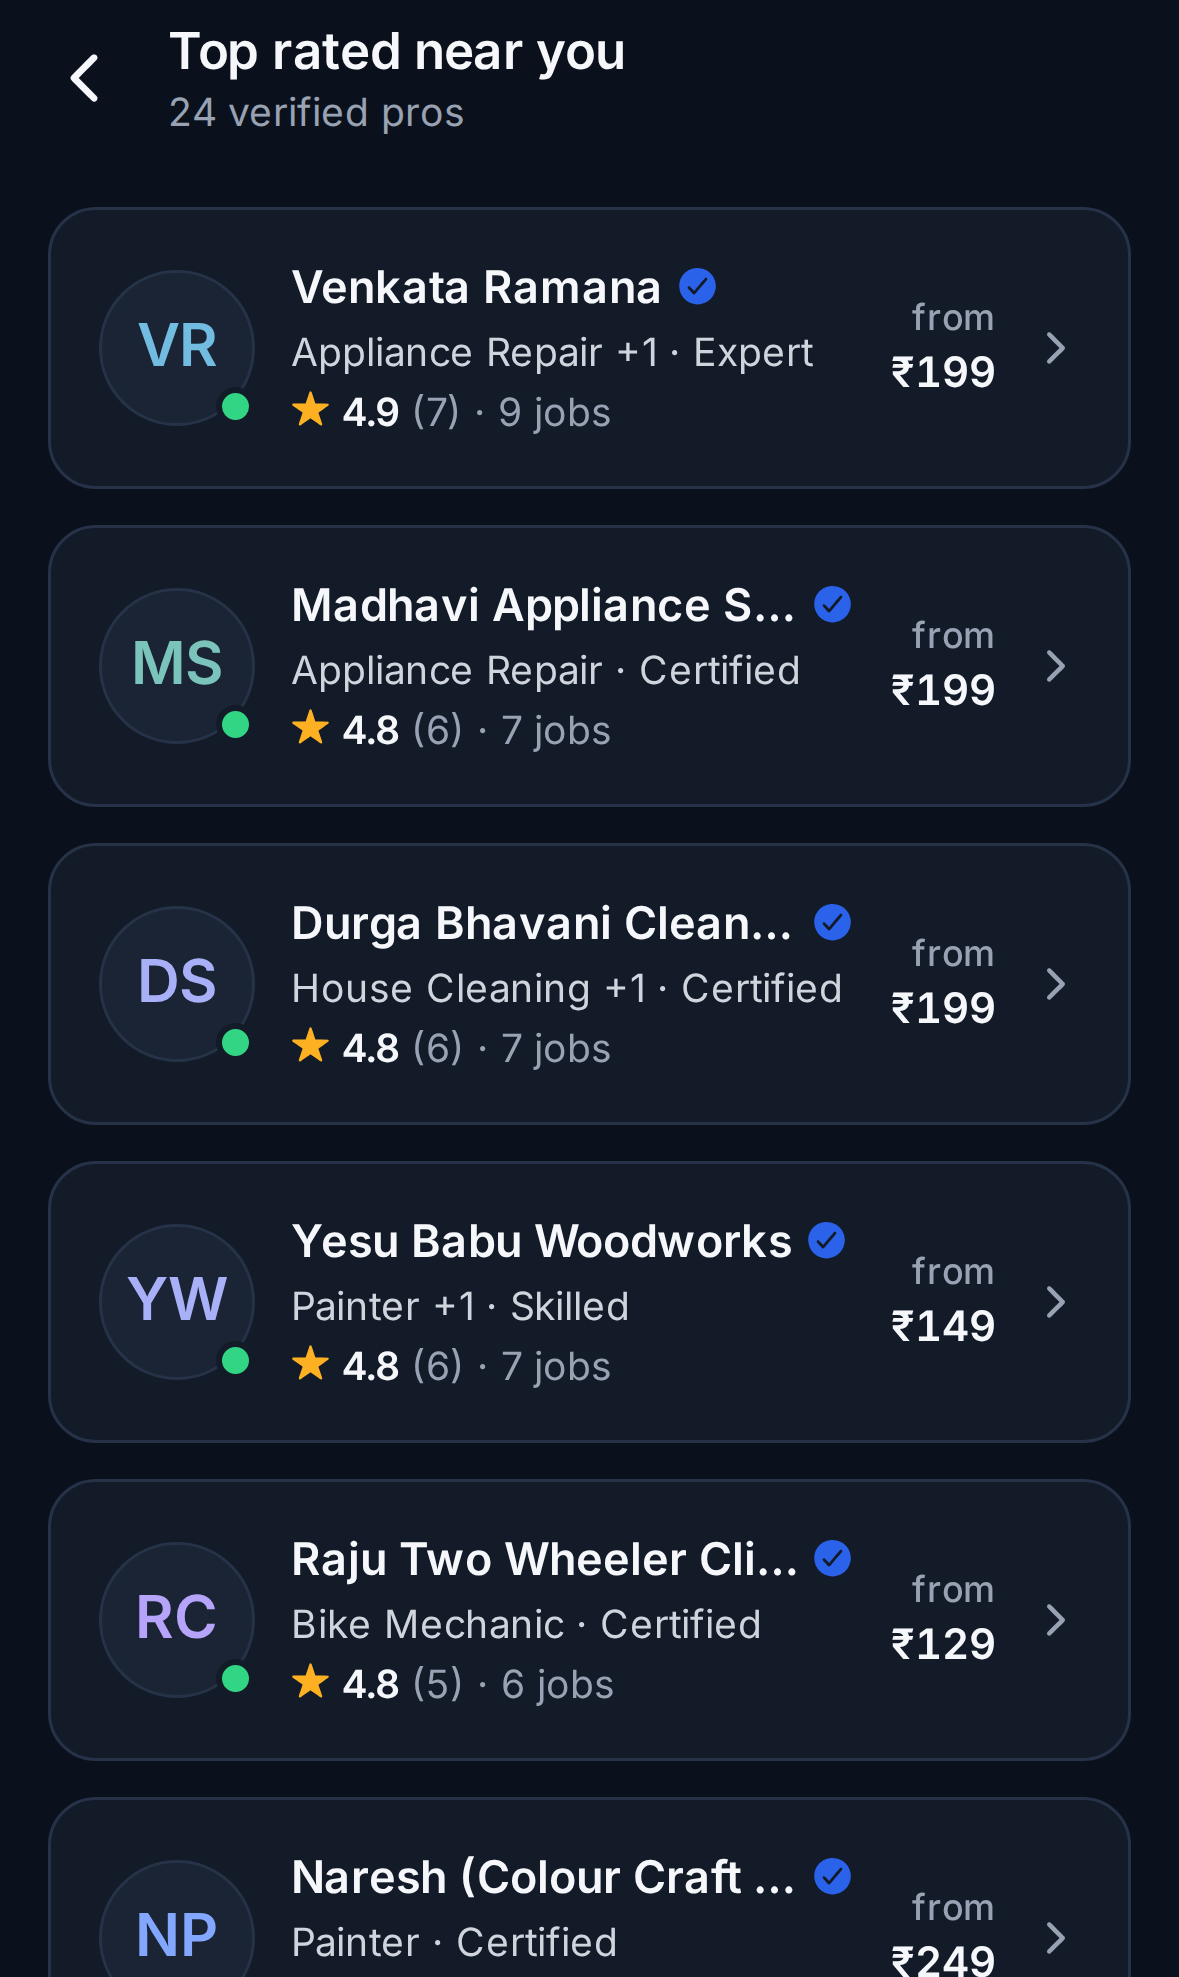 Top rated near you
24 verified pros
VR
Venkata Ramana
Appliance Repair +1 · Expert
4.9 (7) · 9 jobs
from
₹199
MS
Madhavi Appliance S...
Appliance Repair · Certified
4.8 (6) · 7 jobs
from
₹199
DS
Durga Bhavani Clean...
House Cleaning +1 · Certified
4.8 (6) · 7 jobs
from
₹199
YW
Yesu Babu Woodworks
Painter +1 · Skilled
4.8 (6) · 7 jobs
from
₹149
RC
Raju Two Wheeler Cli...
Bike Mechanic · Certified
4.8 (5) · 6 jobs
from
₹129
NP
Naresh (Colour Craft ...
Painter · Certified
from
₹249